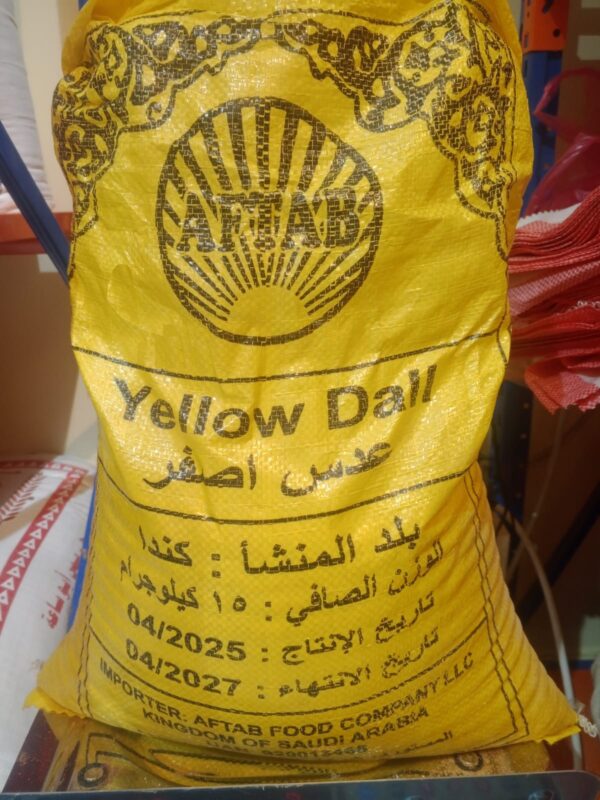 AFTAB
Yellow Dall
عدس اصفر
بلد المنشأ : كندا
الوزن الصافي : ١٥ كيلوجرام
تاريخ الإنتاج : 04/2025
تاريخ الانتهاء : 04/2027
IMPORTER: AFTAB FOOD COMPANY LLC
KINGDOM OF SAUDI ARABIA